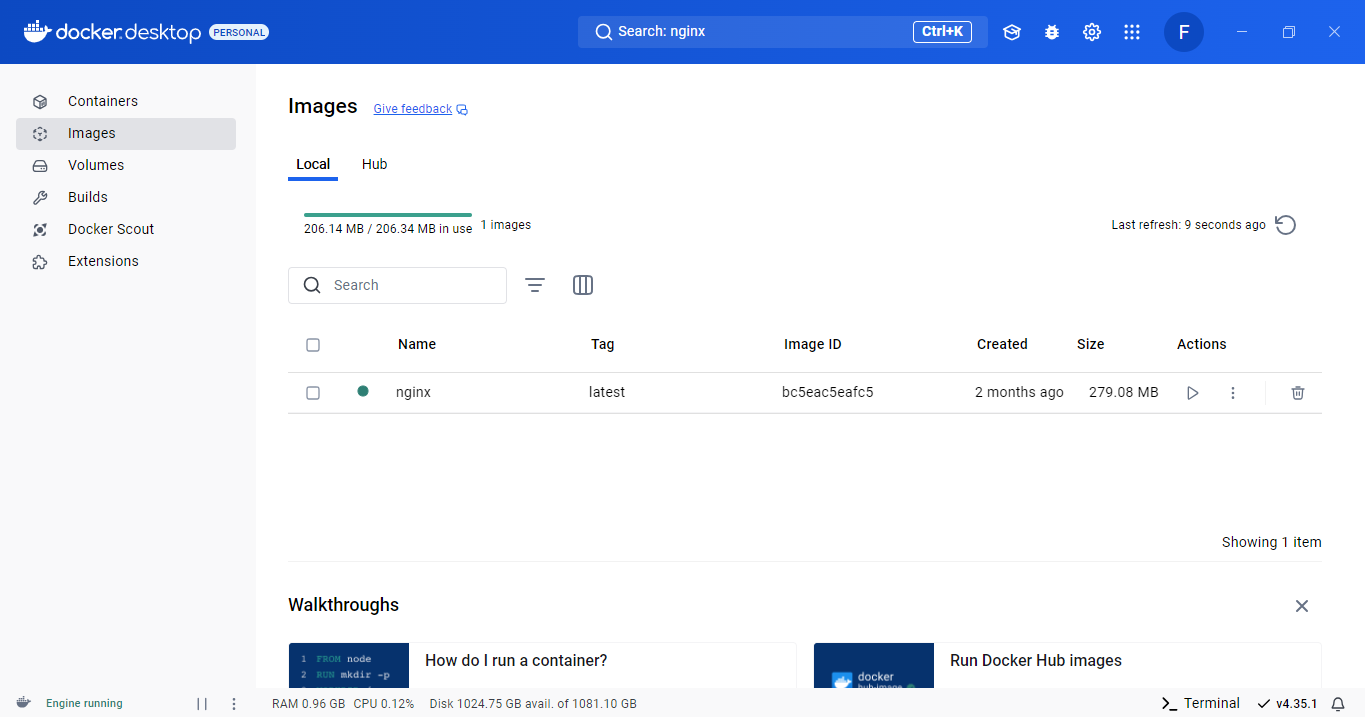 docker desktop PERSONAL
Search: nginx Ctrl+K
F
Containers
Images
Volumes
Builds
Docker Scout
Extensions
Images Give feedback
Local Hub
206.14 MB / 206.34 MB in use 1 images
Last refresh: 9 seconds ago
Search
Name Tag Image ID Created Size Actions
nginx latest bc5eac5eafc5 2 months ago 279.08 MB
Showing 1 item
Walkthroughs
1 FROM node
2 RUN mkdir -p
How do I run a container?
docker
Run Docker Hub images
Engine running RAM 0.96 GB CPU 0.12% Disk 1024.75 GB avail. of 1081.10 GB Terminal v4.35.1